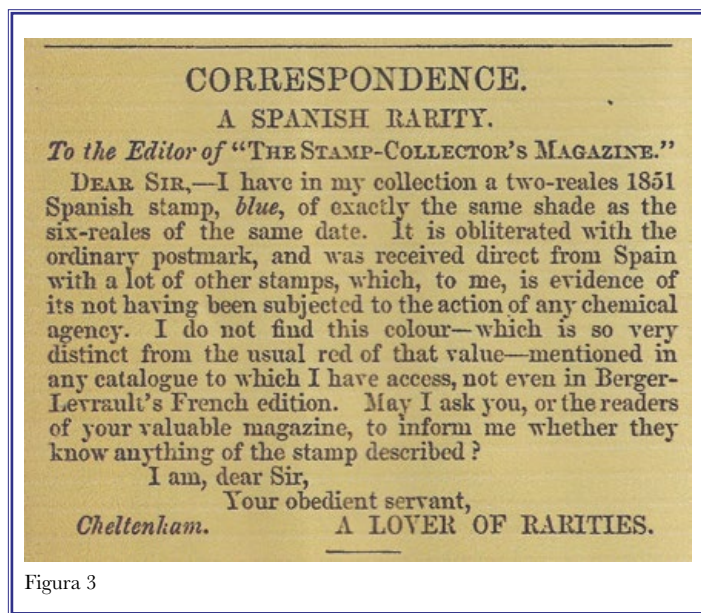 CORRESPONDENCE.
A SPANISH RARITY.
To the Editor of "THE STAMP-COLLECTOR'S MAGAZINE."
DEAR SIR,—I have in my collection a two-reales 1851
Spanish stamp, blue, of exactly the same shade as the
six-reales of the same date. It is obliterated with the
ordinary postmark, and was received direct from Spain
with a lot of other stamps, which, to me, is evidence of
its not having been subjected to the action of any chemical
agency. I do not find this colour—which is so very
distinct from the usual red of that value—mentioned in
any catalogue to which I have access, not even in Berger-
Levrault's French edition. May I ask you, or the readers
of your valuable magazine, to inform me whether they
know anything of the stamp described?
I am, dear Sir,
Your obedient servant,
Cheltenham. A LOVER OF RARITIES.
Figura 3